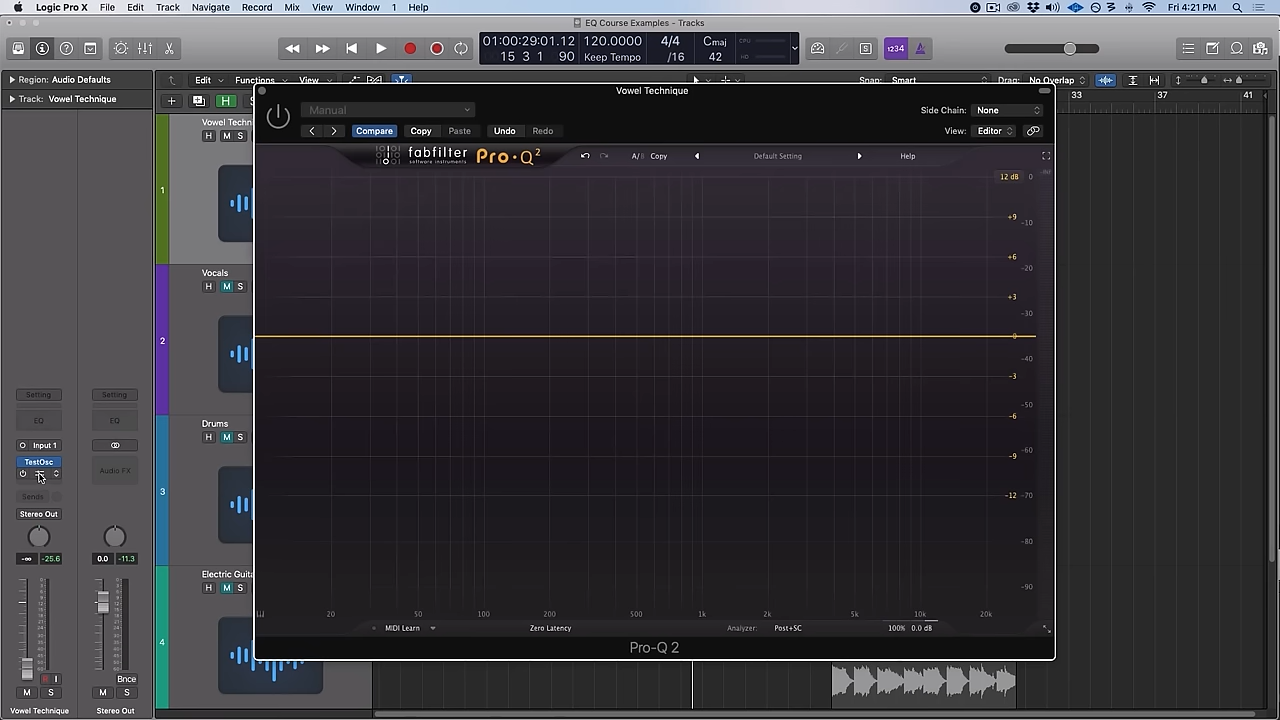 Logic Pro X File Edit Track Navigate Record Mix View Window 1 Help
Fri 4:21 PM
EQ Course Examples - Tracks
01:00:29:01.12 120.0000 4/4 Cmaj
15 3 1 90 Keep Tempo /16 42
CPU
HD
1234
Region: Audio Defaults
Edit Functions View
Snap: Smart
Drag: No Overlap
Track: Vowel Technique
H
33 37 41
Vowel Technique
Manual
Side Chain: None
Compare Copy Paste Undo Redo
View: Editor
fabfilter
software instruments
Pro·Q2
A/B Copy
Default Setting
Help
12 dB 0
+9
-10
+6
-20
+3
-30
0
-40
-3
-50
-6
-9
-60
-12 -70
-80
-90
20 50 100 200 500 1k 2k 5k 10k 20k
MIDI Learn
Zero Latency
Analyzer: Post+SC
100% 0.0 dB
Pro-Q 2
1
Vowel Techn
H M S
2
Vocals
H M S
3
Drums
H M S
4
Electric Guita
H M S
Setting Setting
EQ EQ
Input 1
TestOsc
Audio FX
Sends
Stereo Out
-∞ -25.6 0.0 -11.3
R I
Bnce
M S M S
Vowel Technique Stereo Out